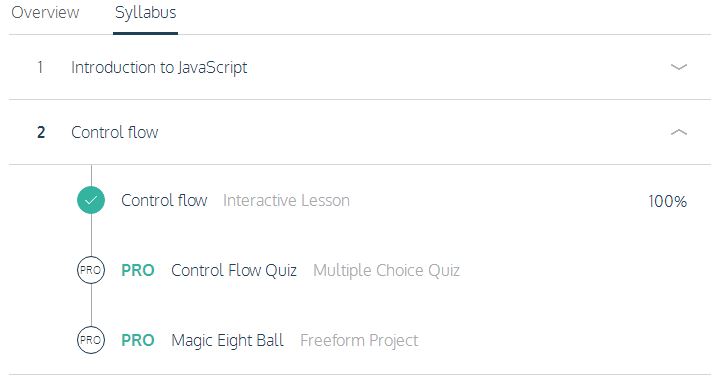 Overview Syllabus
1 Introduction to JavaScript
2 Control flow
Control flow Interactive Lesson 100%
PRO PRO Control Flow Quiz Multiple Choice Quiz
PRO PRO Magic Eight Ball Freeform Project